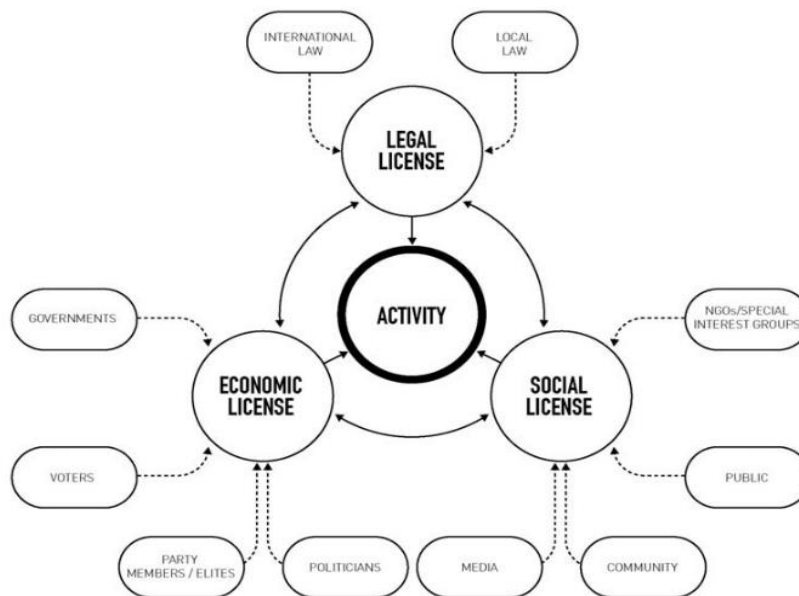 INTERNATIONAL
LAW
LOCAL
LAW
LEGAL
LICENSE
ACTIVITY
GOVERNMENTS
NGOs/SPECIAL
INTEREST GROUPS
ECONOMIC
LICENSE
SOCIAL
LICENSE
VOTERS
PUBLIC
PARTY
MEMBERS / ELITES
POLITICIANS
MEDIA
COMMUNITY